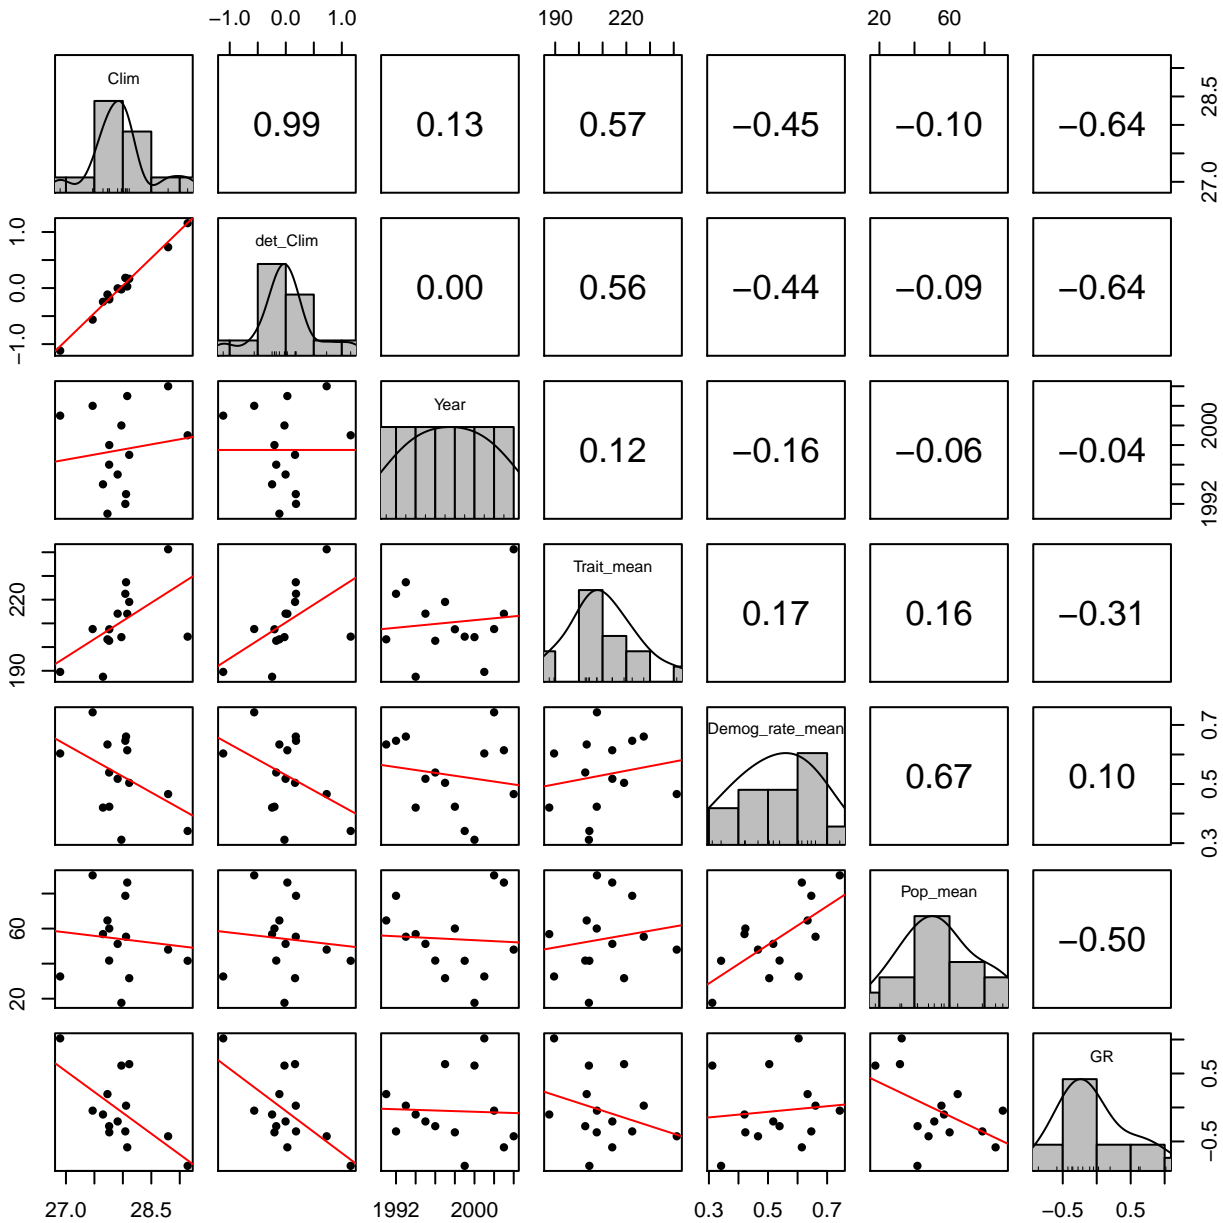 −1.0 0.0 1.0 190 220 20 60
Clim 0.99 0.13 0.57 −0.45 −0.10 −0.64
27.0 28.5
−1.0 0.0 1.0
det_Clim 0.00 0.56 −0.44 −0.09 −0.64
Year 0.12 −0.16 −0.06 −0.04
1992 2000
190 220
Trait_mean 0.17 0.16 −0.31
Demog_rate_mean 0.67 0.10
0.3 0.5 0.7
20 60
Pop_mean −0.50
GR
−0.5 0.5
27.0 28.5 1992 2000 0.3 0.5 0.7 −0.5 0.5